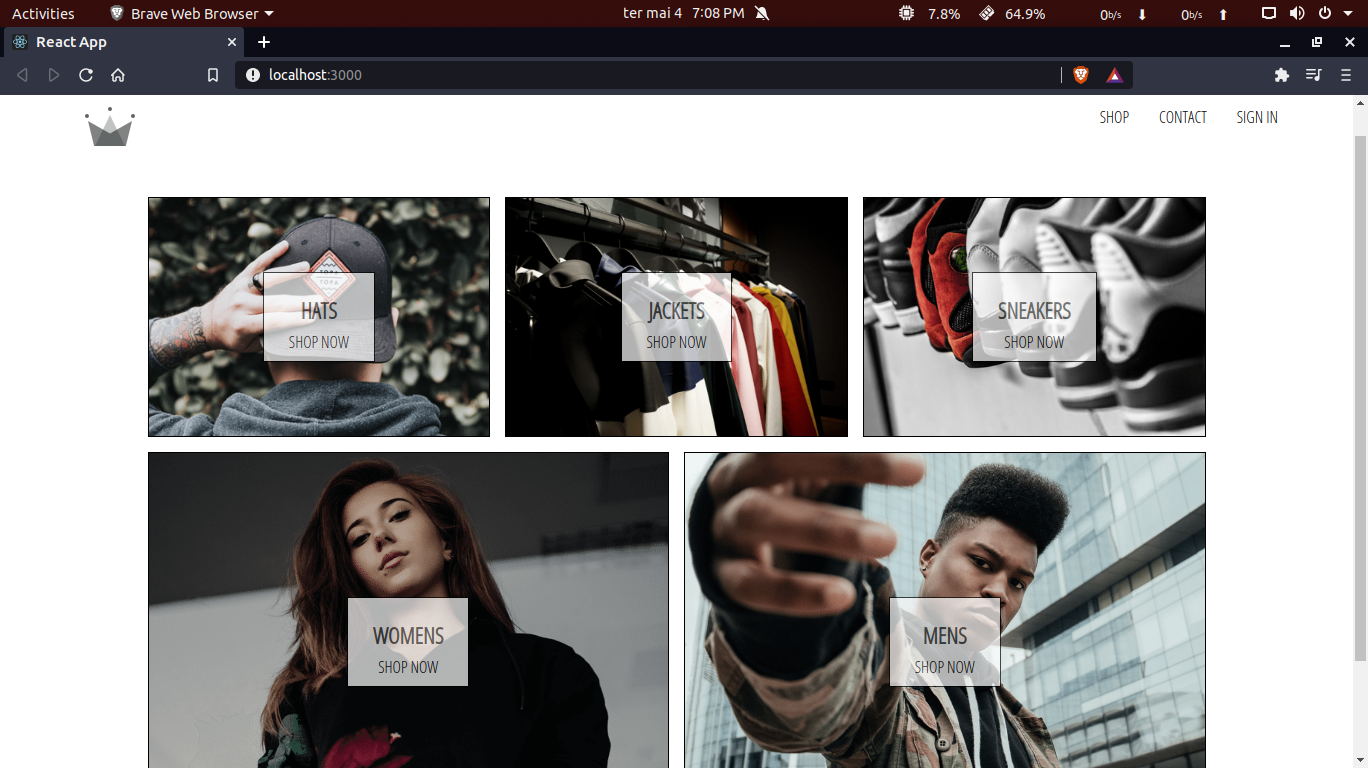 Activities Brave Web Browser ter mai 4 7:08 PM 7.8% 64.9% 0b/s 0b/s
React App
localhost:3000
SHOP CONTACT SIGN IN
HATS
SHOP NOW
JACKETS
SHOP NOW
SNEAKERS
SHOP NOW
WOMENS
SHOP NOW
MENS
SHOP NOW